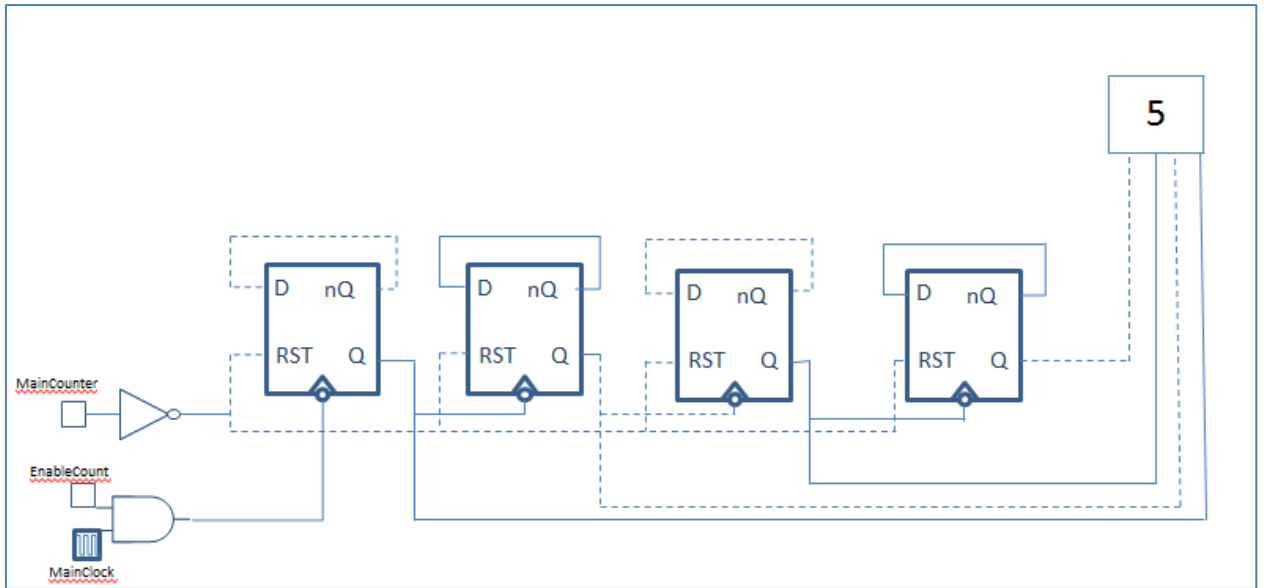 5
D nQ
RST Q
D nQ
RST Q
D nQ
RST Q
D nQ
RST Q
MainCounter
EnableCount
MainClock